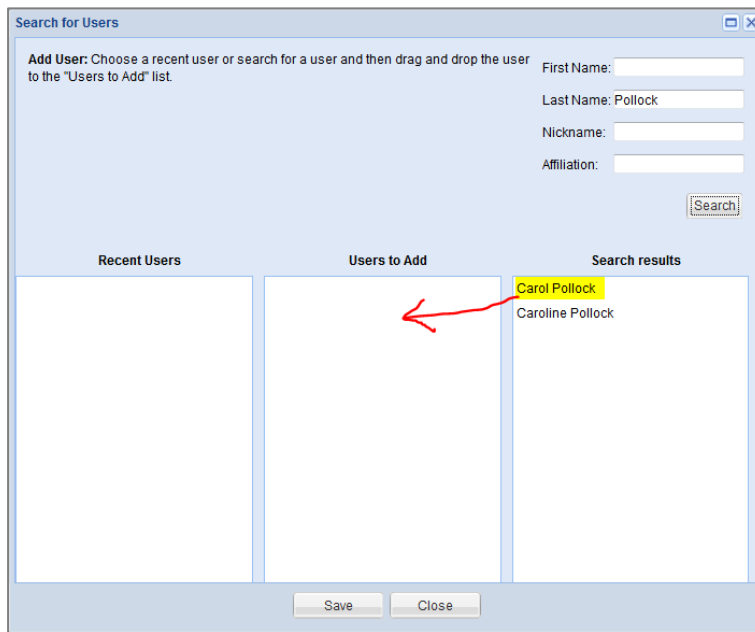 Search for Users
Add User: Choose a recent user or search for a user and then drag and drop the user
to the "Users to Add" list.
First Name:
Last Name: Pollock
Nickname:
Affiliation:
Search
Recent Users
Users to Add
Search results
Carol Pollock
Caroline Pollock
Save
Close